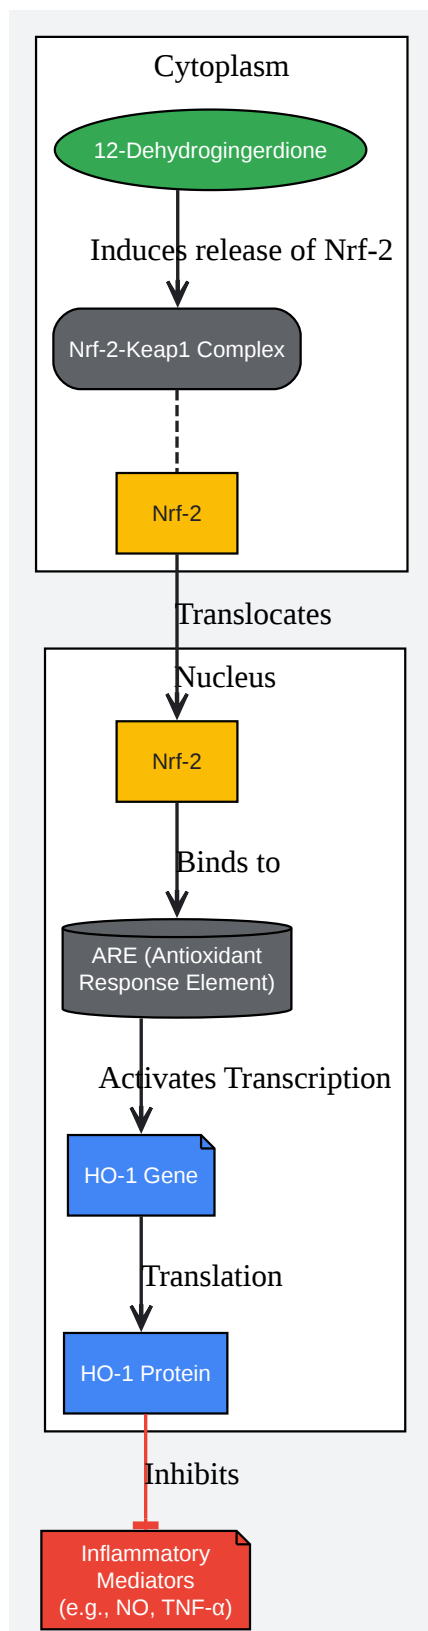 Cytoplasm
12-Dehydrogingerdione
Induces release of Nrf-2
Nrf-2-Keap1 Complex
Nrf-2
Translocates
Nucleus
Nrf-2
Binds to
ARE (Antioxidant
Response Element)
Activates Transcription
HO-1 Gene
Translation
HO-1 Protein
Inhibits
Inflammatory
Mediators
(e.g., NO, TNF-α)